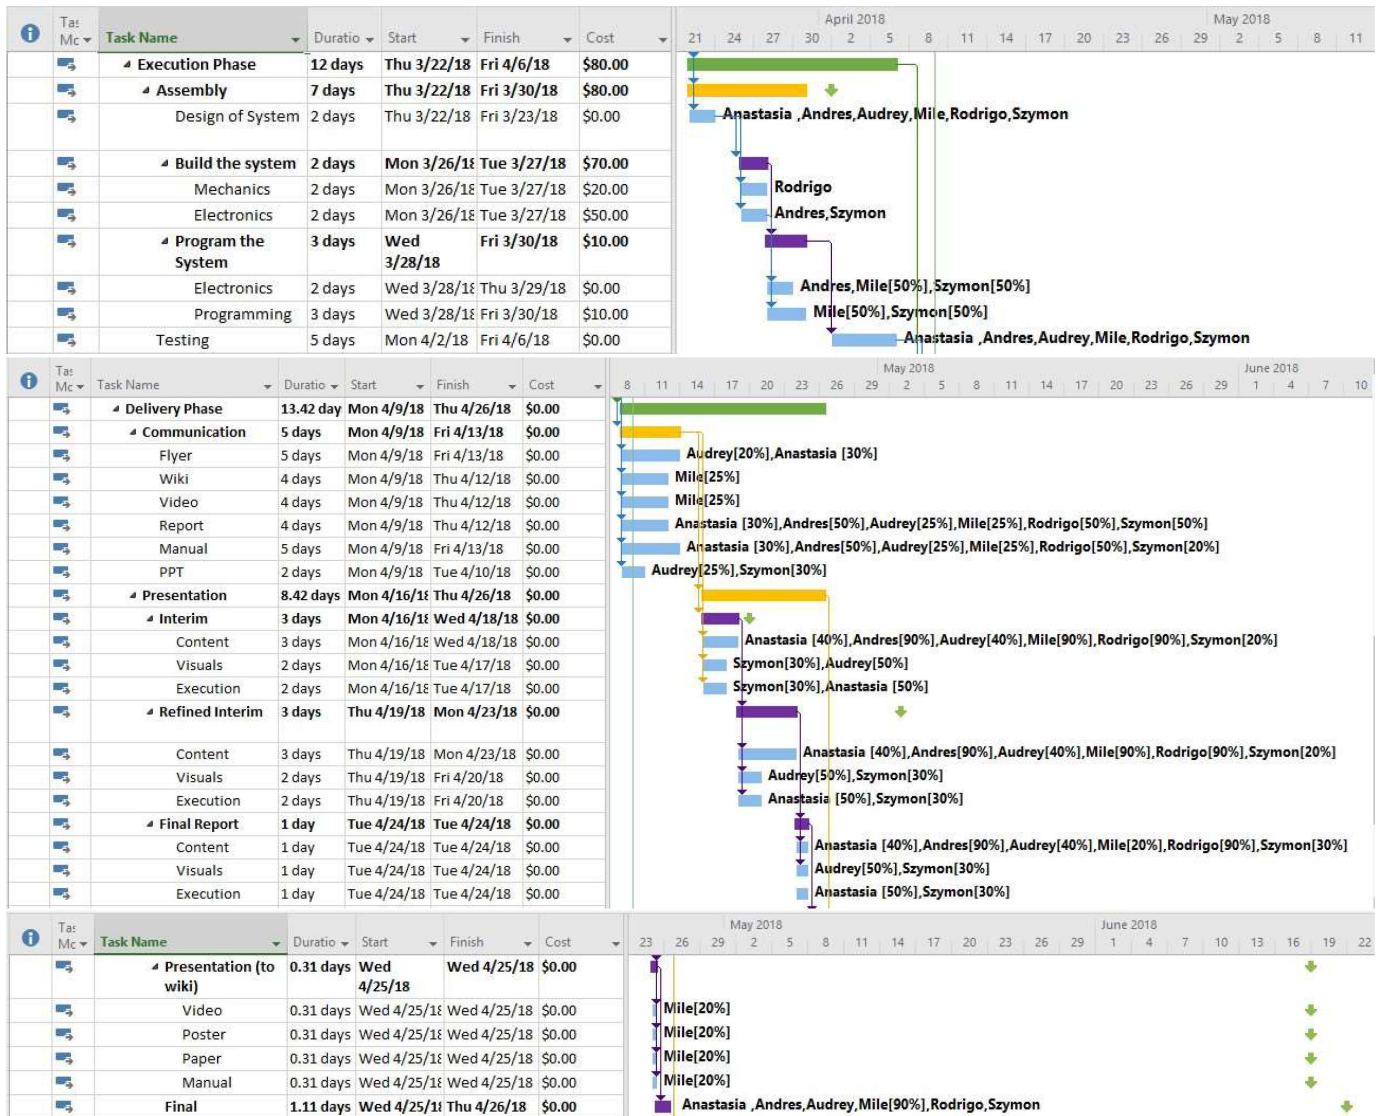 April 2018 May 2018
Tas
Mc Task Name Duratio Start Finish Cost 21 24 27 30 2 5 8 11 14 17 20 23 26 29 2 5 8 11
Execution Phase 12 days Thu 3/22/18 Fri 4/6/18 $80.00
Assembly 7 days Thu 3/22/18 Fri 3/30/18 $80.00
Design of System 2 days Thu 3/22/18 Fri 3/23/18 $0.00 Anastasia ,Andres,Audrey,Mile,Rodrigo,Szymon
Build the system 2 days Mon 3/26/18 Tue 3/27/18 $70.00
Mechanics 2 days Mon 3/26/18 Tue 3/27/18 $20.00 Rodrigo
Electronics 2 days Mon 3/26/18 Tue 3/27/18 $50.00 Andres,Szymon
Program the 3 days Wed Fri 3/30/18 $10.00
System 3/28/18
Electronics 2 days Wed 3/28/18 Thu 3/29/18 $0.00 Andres,Mile[50%],Szymon[50%]
Programming 3 days Wed 3/28/18 Fri 3/30/18 $10.00 Mile[50%],Szymon[50%]
Testing 5 days Mon 4/2/18 Fri 4/6/18 $0.00 Anastasia ,Andres,Audrey,Mile,Rodrigo,Szymon
May 2018 June 2018
Tas
Mc Task Name Duratio Start Finish Cost 8 11 14 17 20 23 26 29 2 5 8 11 14 17 20 23 26 29 1 4 7 10
Delivery Phase 13.42 day Mon 4/9/18 Thu 4/26/18 $0.00
Communication 5 days Mon 4/9/18 Fri 4/13/18 $0.00
Flyer 5 days Mon 4/9/18 Fri 4/13/18 $0.00 Audrey[20%],Anastasia [30%]
Wiki 4 days Mon 4/9/18 Thu 4/12/18 $0.00 Mile[25%]
Video 4 days Mon 4/9/18 Thu 4/12/18 $0.00 Mile[25%]
Report 4 days Mon 4/9/18 Thu 4/12/18 $0.00 Anastasia [30%],Andres[50%],Audrey[25%],Mile[25%],Rodrigo[50%],Szymon[50%]
Manual 5 days Mon 4/9/18 Fri 4/13/18 $0.00 Anastasia [30%],Andres[50%],Audrey[25%],Mile[25%],Rodrigo[50%],Szymon[20%]
PPT 2 days Mon 4/9/18 Tue 4/10/18 $0.00 Audrey[25%],Szymon[30%]
Presentation 8.42 days Mon 4/16/18 Thu 4/26/18 $0.00
Interim 3 days Mon 4/16/18 Wed 4/18/18 $0.00
Content 3 days Mon 4/16/18 Wed 4/18/18 $0.00 Anastasia [40%],Andres[90%],Audrey[40%],Mile[90%],Rodrigo[90%],Szymon[20%]
Visuals 2 days Mon 4/16/18 Tue 4/17/18 $0.00 Szymon[30%],Audrey[50%]
Execution 2 days Mon 4/16/18 Tue 4/17/18 $0.00 Szymon[30%],Anastasia [50%]
Refined Interim 3 days Thu 4/19/18 Mon 4/23/18 $0.00
Content 3 days Thu 4/19/18 Mon 4/23/18 $0.00 Anastasia [40%],Andres[90%],Audrey[40%],Mile[90%],Rodrigo[90%],Szymon[20%]
Visuals 2 days Thu 4/19/18 Fri 4/20/18 $0.00 Audrey[50%],Szymon[30%]
Execution 2 days Thu 4/19/18 Fri 4/20/18 $0.00 Anastasia [50%],Szymon[30%]
Final Report 1 day Tue 4/24/18 Tue 4/24/18 $0.00
Content 1 day Tue 4/24/18 Tue 4/24/18 $0.00 Anastasia [40%],Andres[90%],Audrey[40%],Mile[20%],Rodrigo[90%],Szymon[30%]
Visuals 1 day Tue 4/24/18 Tue 4/24/18 $0.00 Audrey[50%],Szymon[30%]
Execution 1 day Tue 4/24/18 Tue 4/24/18 $0.00 Anastasia [50%],Szymon[30%]
May 2018 June 2018
Tas
Mc Task Name Duratio Start Finish Cost 23 26 29 2 5 8 11 14 17 20 23 26 29 1 4 7 10 13 16 19 22
Presentation (to 0.31 days Wed Wed 4/25/18 $0.00
wiki) 4/25/18
Video 0.31 days Wed 4/25/18 Wed 4/25/18 $0.00 Mile[20%]
Poster 0.31 days Wed 4/25/18 Wed 4/25/18 $0.00 Mile[20%]
Paper 0.31 days Wed 4/25/18 Wed 4/25/18 $0.00 Mile[20%]
Manual 0.31 days Wed 4/25/18 Wed 4/25/18 $0.00 Mile[20%]
Final 1.11 days Wed 4/25/18 Thu 4/26/18 $0.00 Anastasia ,Andres,Audrey,Mile[90%],Rodrigo,Szymon